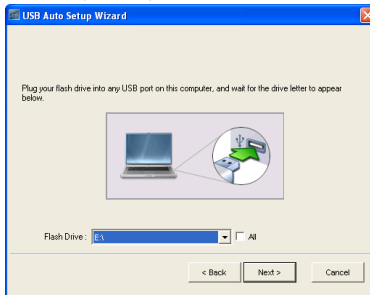 USB Auto Setup Wizard
Plug your flash drive into any USB port on this computer, and wait for the drive letter to appear
below.
Flash Drive : E:\
All
< Back
Next >
Cancel